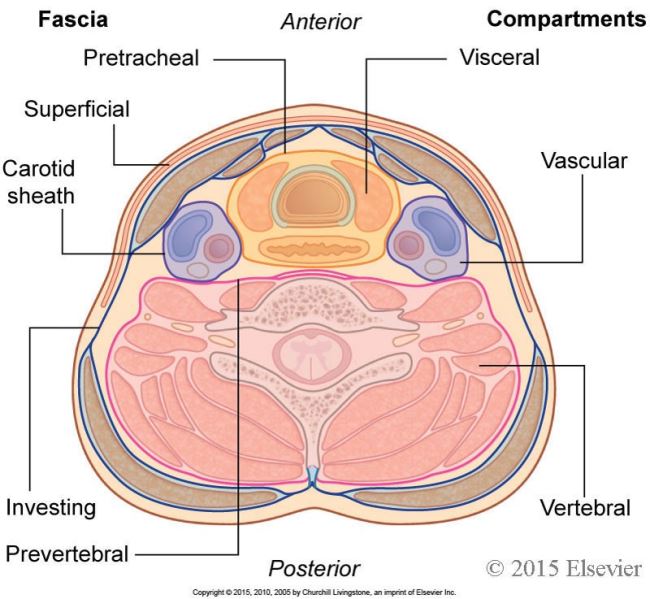 Fascia
Anterior
Compartments
Pretracheal
Visceral
Superficial
Carotid
sheath
Vascular
Investing
Vertebral
Prevertebral
Posterior
© 2015 Elsevier
Copyright © 2015, 2010, 2005 by Churchill Livingstone, an imprint of Elsevier Inc.